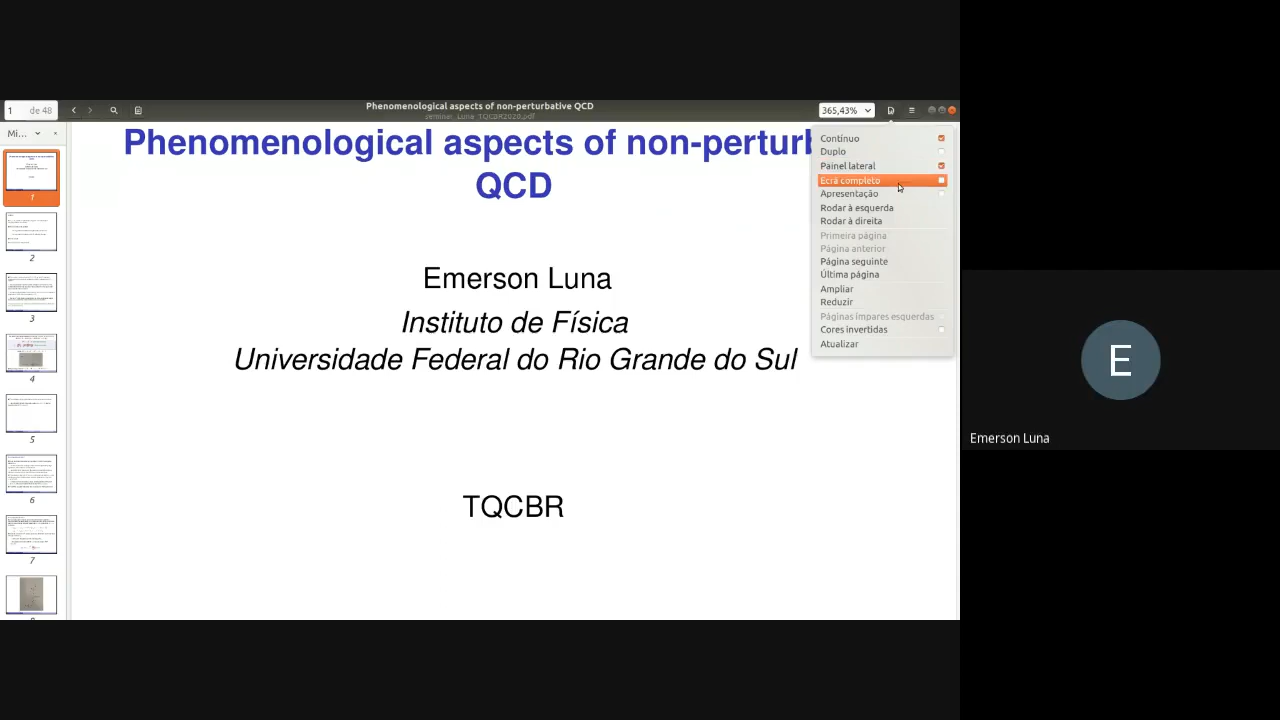 1 de 48
Phenomenological aspects of non-perturbative QCD
seminar_Luna_TQCBR2020.pdf
365,43%
Mi...
Phenomenological aspects of non-perturb
QCD
Emerson Luna
Instituto de Física
Universidade Federal do Rio Grande do Sul
TQCBR
1
2
3
4
5
6
7
Contínuo
Duplo
Painel lateral
Ecrã completo
Apresentação
Rodar à esquerda
Rodar à direita
Primeira página
Página anterior
Página seguinte
Última página
Ampliar
Reduzir
Páginas ímpares esquerdas
Cores invertidas
Atualizar
E
Emerson Luna